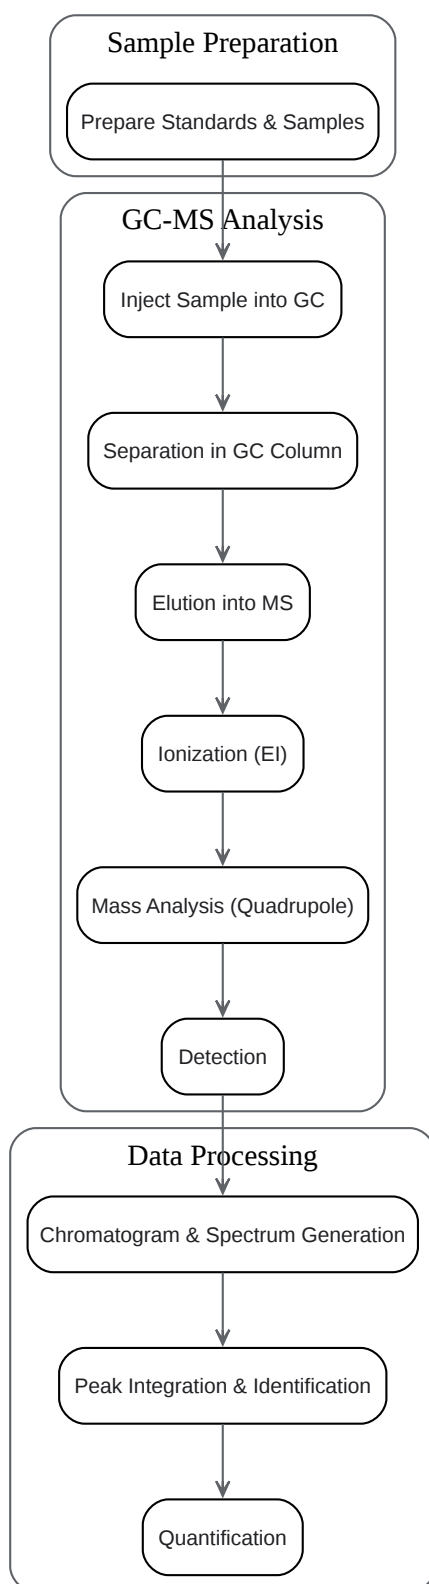 Sample Preparation
Prepare Standards & Samples
GC-MS Analysis
Inject Sample into GC
Separation in GC Column
Elution into MS
Ionization (EI)
Mass Analysis (Quadrupole)
Detection
Data Processing
Chromatogram & Spectrum Generation
Peak Integration & Identification
Quantification